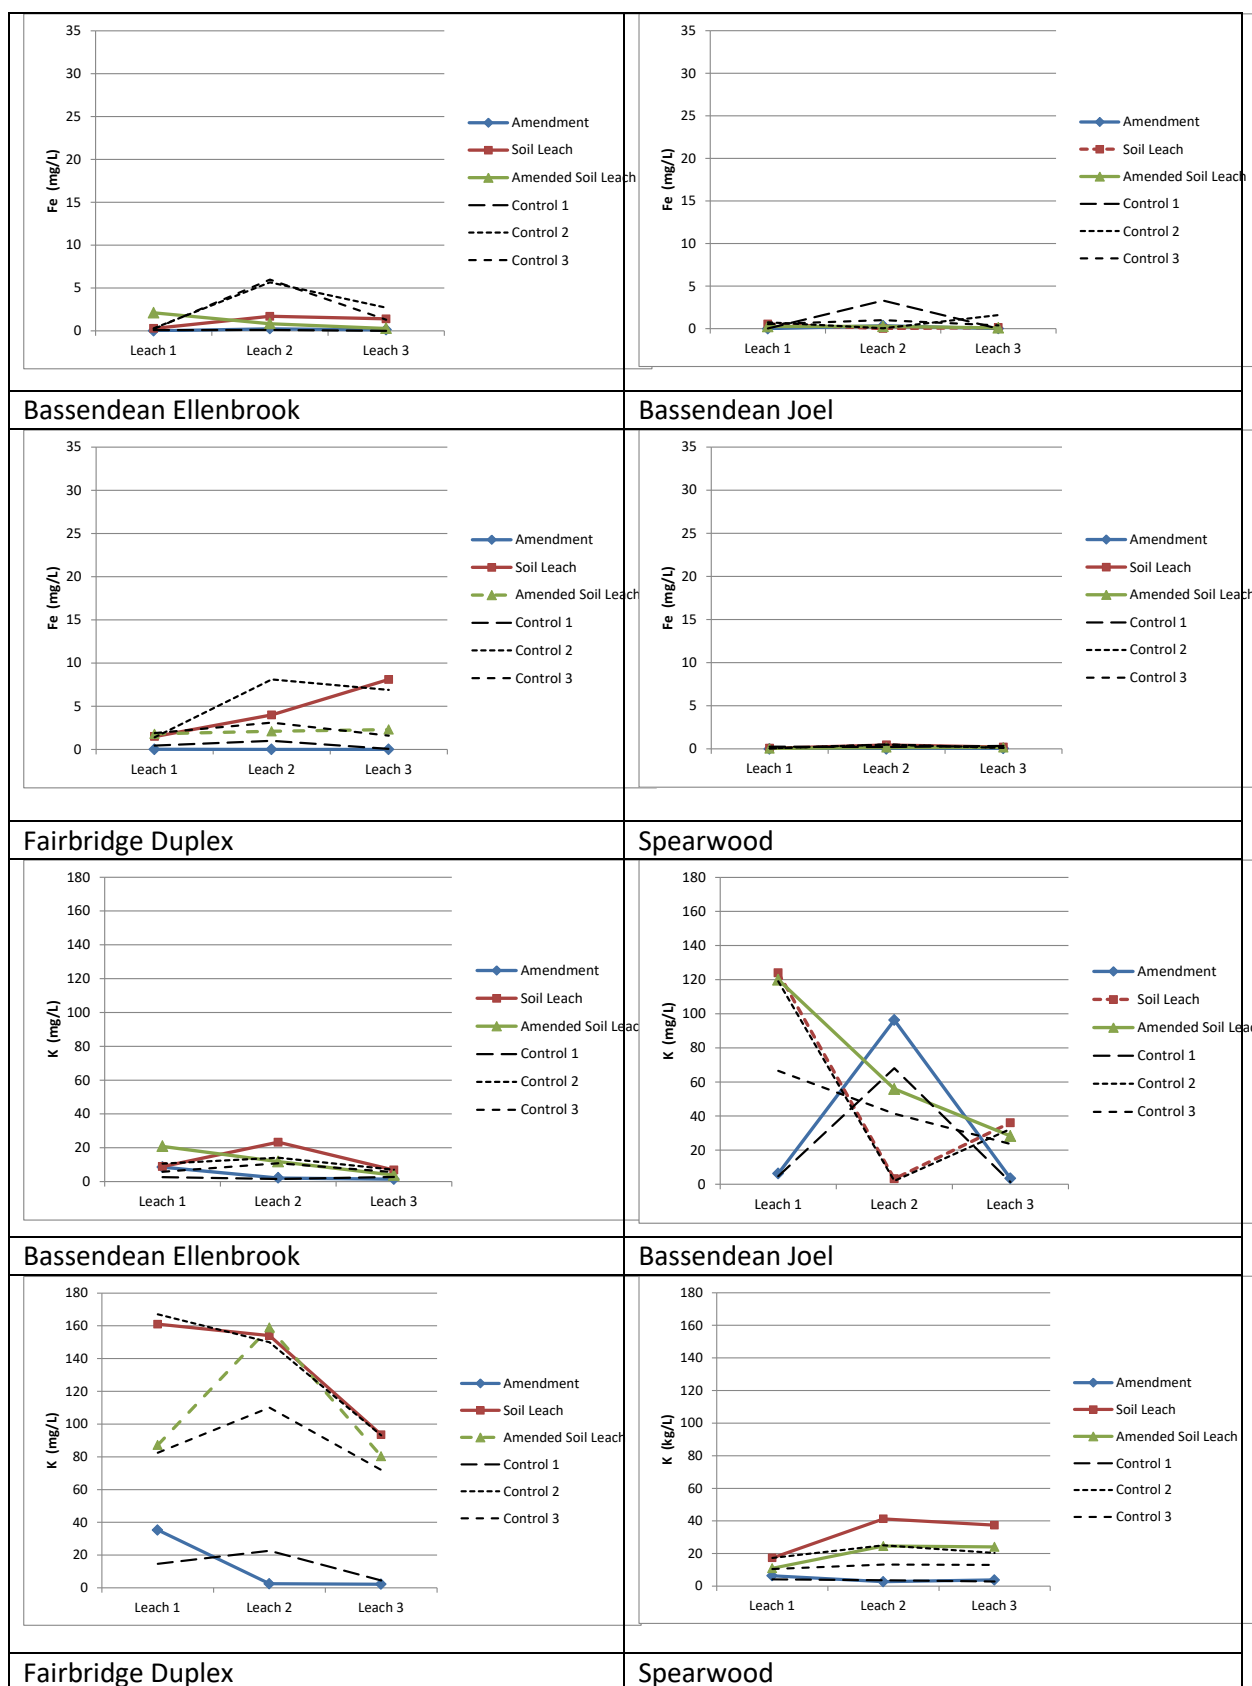 35
30
25
20
15
10
5
0
Fe (mg/L)
Leach 1
Leach 2
Leach 3
Amendment
Soil Leach
Amended Soil Leach
Control 1
Control 2
Control 3
35
30
25
20
15
10
5
0
Fe (mg/L)
Leach 1
Leach 2
Leach 3
Amendment
Soil Leach
Amended Soil Leach
Control 1
Control 2
Control 3
Bassendean Ellenbrook
Bassendean Joel
35
30
25
20
15
10
5
0
Fe (mg/L)
Leach 1
Leach 2
Leach 3
Amendment
Soil Leach
Amended Soil Leach
Control 1
Control 2
Control 3
35
30
25
20
15
10
5
0
Fe (mg/L)
Leach 1
Leach 2
Leach 3
Amendment
Soil Leach
Amended Soil Leach
Control 1
Control 2
Control 3
Fairbridge Duplex
Spearwood
180
160
140
120
100
80
60
40
20
0
K (mg/L)
Leach 1
Leach 2
Leach 3
Amendment
Soil Leach
Amended Soil Leac
Control 1
Control 2
Control 3
180
160
140
120
100
80
60
40
20
0
K (mg/L)
Leach 1
Leach 2
Leach 3
Amendment
Soil Leach
Amended Soil Leac
Control 1
Control 2
Control 3
Bassendean Ellenbrook
Bassendean Joel
180
160
140
120
100
80
60
40
20
0
K (mg/L)
Leach 1
Leach 2
Leach 3
Amendment
Soil Leach
Amended Soil Leach
Control 1
Control 2
Control 3
180
160
140
120
100
80
60
40
20
0
K (kg/L)
Leach 1
Leach 2
Leach 3
Amendment
Soil Leach
Amended Soil Leach
Control 1
Control 2
Control 3
Fairbridge Duplex
Spearwood